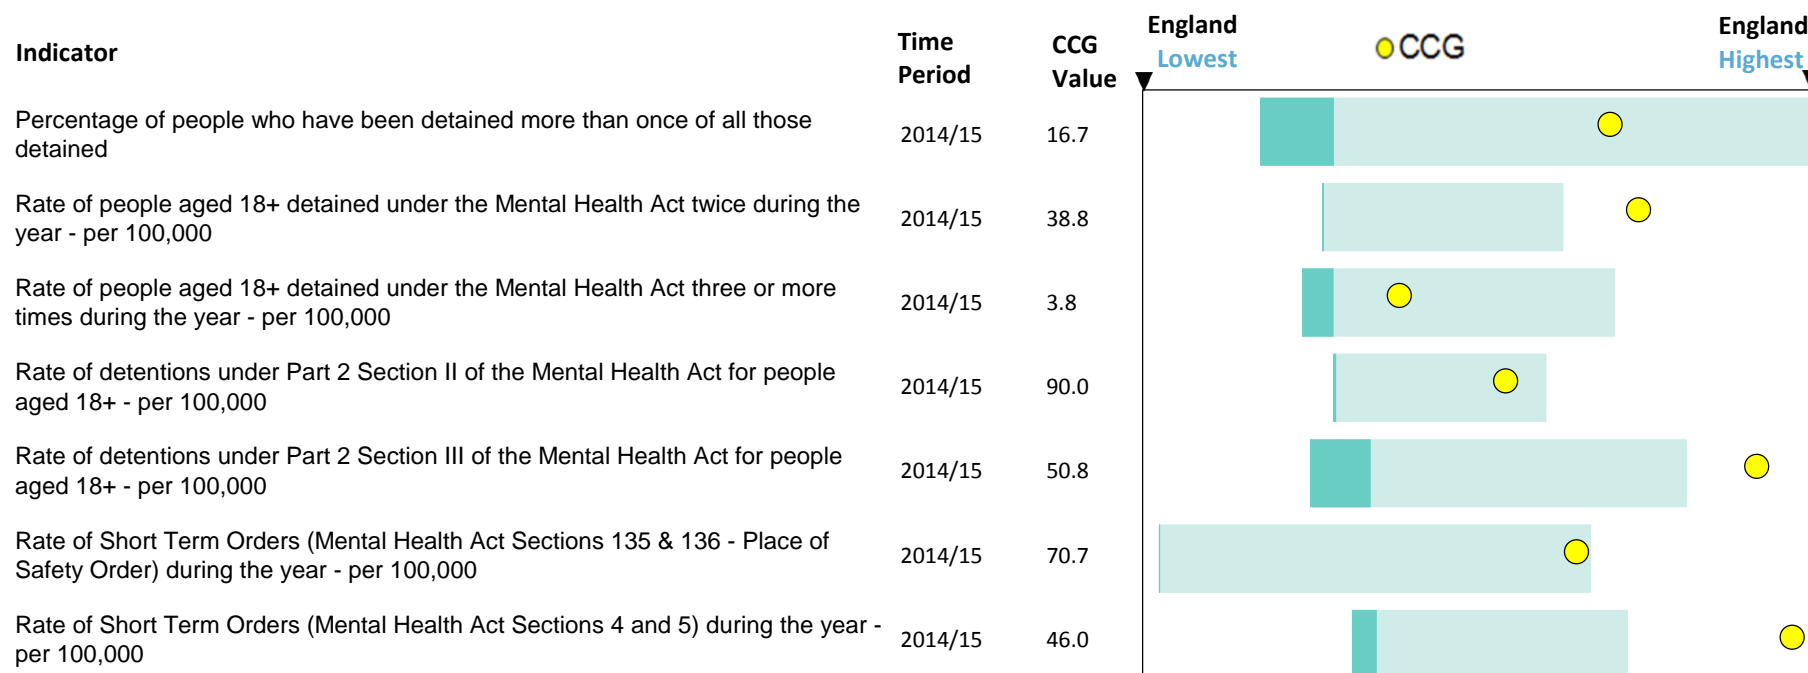 Indicator
Time
Period
CCG
Value
England
Lowest
CCG
England
Highest
Percentage of people who have been detained more than once of all those
detained
2014/15
16.7
Rate of people aged 18+ detained under the Mental Health Act twice during the
year - per 100,000
2014/15
38.8
Rate of people aged 18+ detained under the Mental Health Act three or more
times during the year - per 100,000
2014/15
3.8
Rate of detentions under Part 2 Section II of the Mental Health Act for people
aged 18+ - per 100,000
2014/15
90.0
Rate of detentions under Part 2 Section III of the Mental Health Act for people
aged 18+ - per 100,000
2014/15
50.8
Rate of Short Term Orders (Mental Health Act Sections 135 & 136 - Place of
Safety Order) during the year - per 100,000
2014/15
70.7
Rate of Short Term Orders (Mental Health Act Sections 4 and 5) during the year -
per 100,000
2014/15
46.0